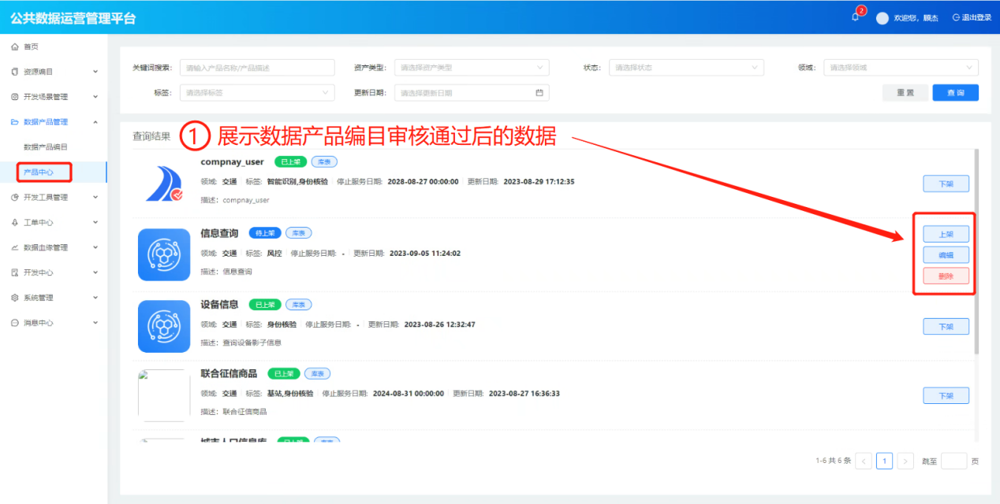 公共数据运营管理平台
2
欢迎您，顾杰
退出登录
首页
资源编目
开发场景管理
数据产品管理
数据产品编目
产品中心
开发工具管理
工单中心
数据血缘管理
开发中心
系统管理
消息中心
关键词搜索: 请输入产品名称/产品描述
资产类型: 请选择资产类型
状态: 请选择状态
领域: 请选择领域
标签: 请选择标签
更新日期: 请选择更新日期
重置 查询
查询结果
① 展示数据产品编目审核通过后的数据
compnay_user 已上架 库表
领域: 交通 标签: 智能识别,身份核验 停止服务日期: 2028-08-27 00:00:00 更新日期: 2023-08-29 17:12:35
描述: compnay_user
下架
信息查询 待上架 库表
领域: 交通 标签: 风控 停止服务日期: - 更新日期: 2023-09-05 11:24:02
描述: 信息查询
上架
编辑
删除
设备信息 已上架 库表
领域: 交通 标签: 身份核验 停止服务日期: - 更新日期: 2023-08-26 12:32:47
描述: 查询设备影子信息
下架
联合征信商品 已上架 库表
领域: 交通 标签: 基站,身份核验 停止服务日期: 2024-08-31 00:00:00 更新日期: 2023-08-27 16:36:33
描述: 联合征信商品
下架
城市人口信息库 已上架 库表
1-6 共 6 条 < 1 > 跳至 页